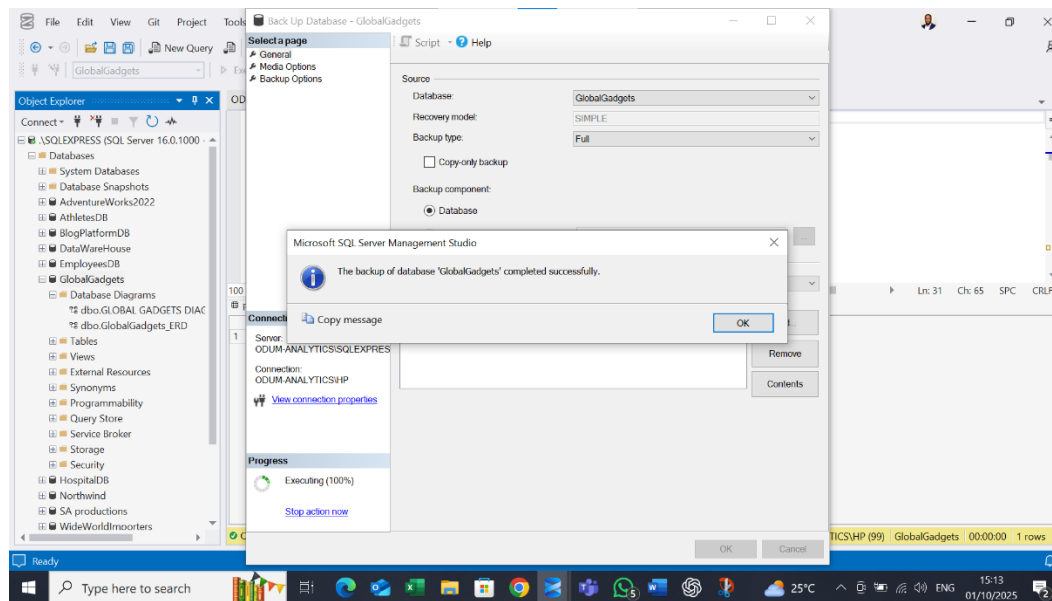 File Edit View Git Project Tools
Back Up Database - GlobalGadgets
New Query
GlobalGadgets
Object Explorer
Connect
.\SQLEXPRESS (SQL Server 16.0.1000 -
Databases
System Databases
Database Snapshots
AdventureWorks2022
AthletesDB
BlogPlatformDB
DataWareHouse
EmployeesDB
GlobalGadgets
Database Diagrams
dbo.GLOBAL GADGETS DIAC
dbo.GlobalGadgets_ERD
Tables
Views
External Resources
Synonyms
Programmability
Query Store
Service Broker
Storage
Security
HospitalDB
Northwind
SA productions
WideWorldImporters
OD
100
1
Select a page
General
Media Options
Backup Options
Script Help
Source
Database: GlobalGadgets
Recovery model: SIMPLE
Backup type: Full
Copy-only backup
Backup component:
Database
...
Microsoft SQL Server Management Studio
The backup of database 'GlobalGadgets' completed successfully.
Copy message
OK
Remove
Contents
Connecti
Server:
ODUM-ANALYTICS\SQLEXPRES
Connection:
ODUM-ANALYTICS\HP
View connection properties
Progress
Executing (100%)
Stop action now
OK Cancel
Ln: 31 Ch: 65 SPC CRLF
TICS\HP (99) GlobalGadgets 00:00:00 1 rows
Ready
Type here to search
5
25°C
ENG
15:13
01/10/2025
2